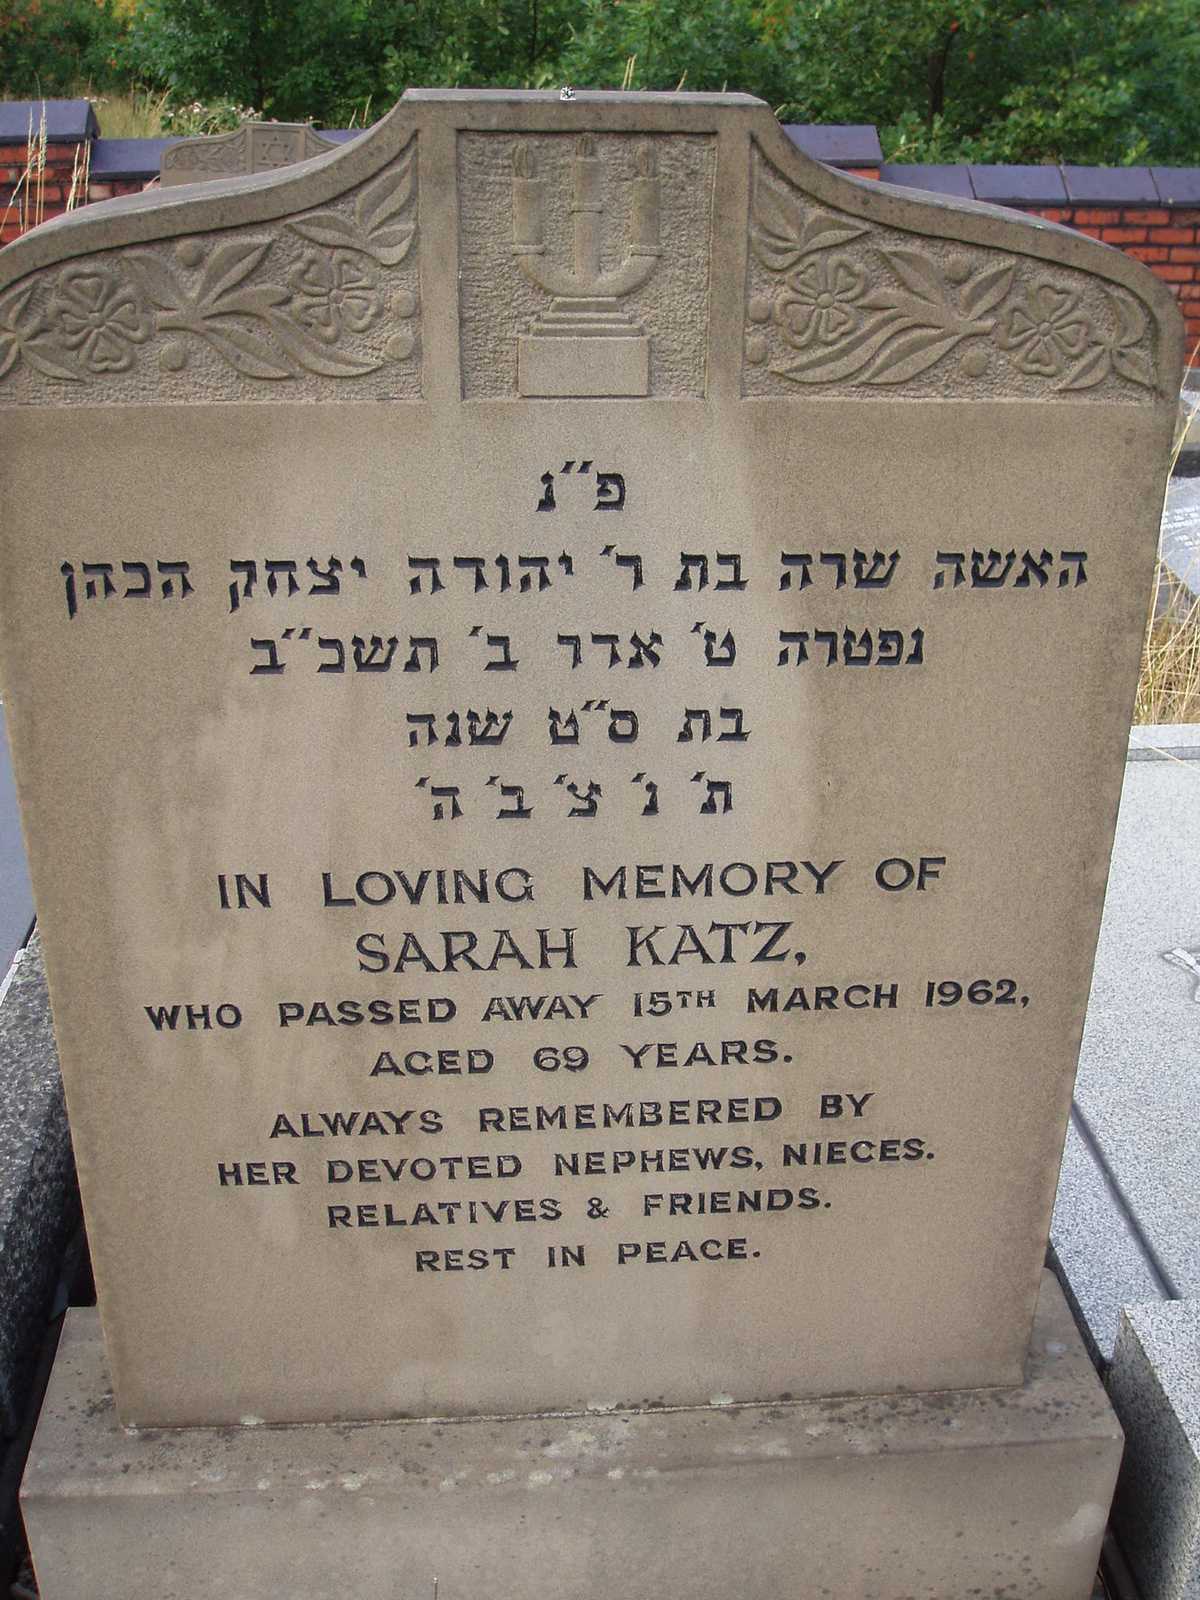 פ״נ
האשה שרה בת ר׳ יהודה יצחק הכהן
נפטרה ט׳ אדר ב׳ תשכ״ב
בת ס״ט שנה
ת׳ נ׳ צ׳ ב׳ ה׳
IN LOVING MEMORY OF
SARAH KATZ,
WHO PASSED AWAY 15TH MARCH 1962,
AGED 69 YEARS.
ALWAYS REMEMBERED BY
HER DEVOTED NEPHEWS, NIECES.
RELATIVES & FRIENDS.
REST IN PEACE.